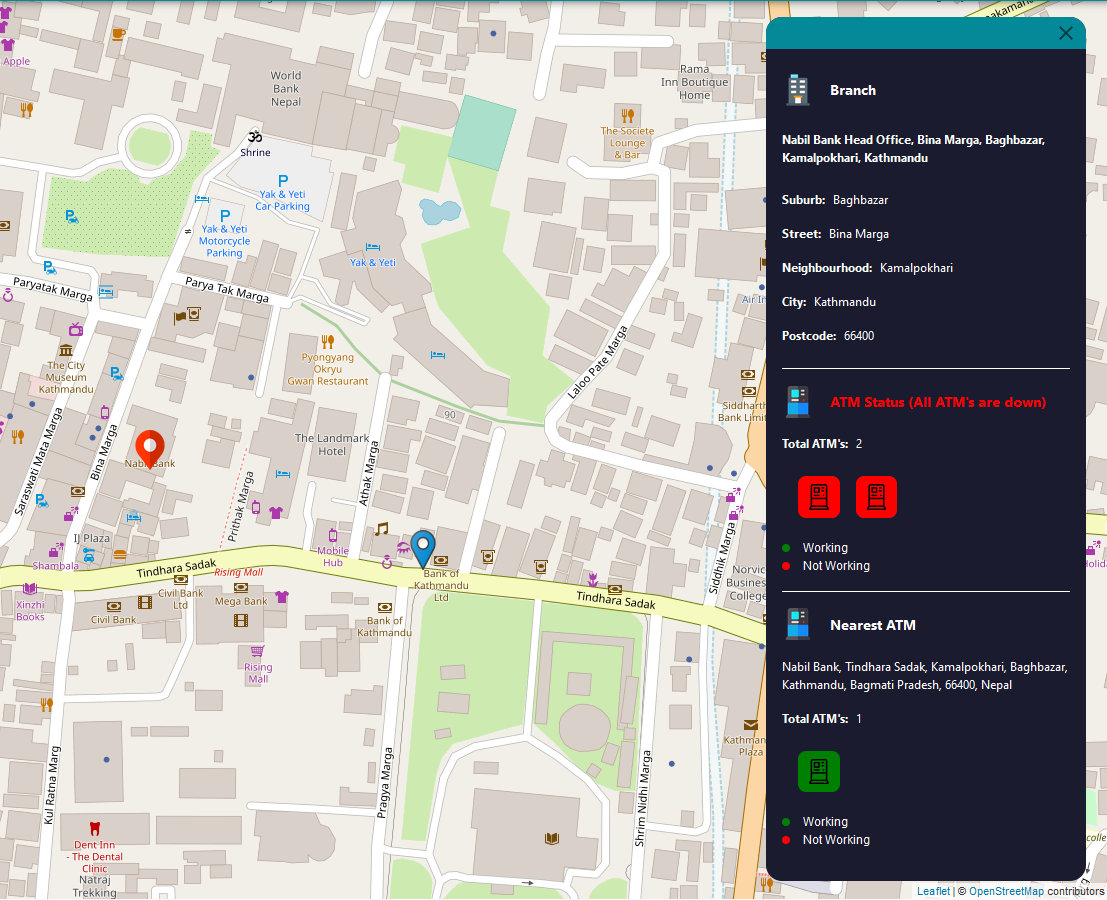 Apple
World
Bank
Nepal
Shrine
Yak & Yeti
Car Parking
Yak & Yeti
Motorcycle
Parking
Yak & Yeti
Rama
Inn Boutique
Home
The Societe
Lounge
& Bar
Paryatak Marga
Parya Tak Marga
Pyongyang
Okryu
Gwan Restaurant
The City
Museum
Kathmandu
Laloo Pate Marga
90
Siddharth
Bank Limit
Air In
Saraswati Mata Marga
Bina Marga
Nabil Bank
The Landmark
Hotel
Athak Marga
Prithak Marga
IJ Plaza
Shambala
Mobile
Hub
Siddhik Marga
Tindhara Sadak
Rising Mall
Bank of
Kathmandu
Ltd
Tindhara Sadak
Norvic
Business
College
Xinzhi
Books
Civil Bank
Ltd
Civil Bank
Mega Bank
Bank of
Kathmandu
Rising
Mall
Kathman
Plaza
Kul Ratna Marg
Pragya Marga
Shrim Nidhi Marga
Dent Inn
- The Dental
Clinic
Natraj
Trekking
Branch
Nabil Bank Head Office, Bina Marga, Baghbazar,
Kamalpokhari, Kathmandu
Suburb: Baghbazar
Street: Bina Marga
Neighbourhood: Kamalpokhari
City: Kathmandu
Postcode: 66400
ATM Status (All ATM's are down)
Total ATM's: 2
Working
Not Working
Nearest ATM
Nabil Bank, Tindhara Sadak, Kamalpokhari, Baghbazar,
Kathmandu, Bagmati Pradesh, 66400, Nepal
Total ATM's: 1
Working
Not Working
Leaflet | © OpenStreetMap contributors